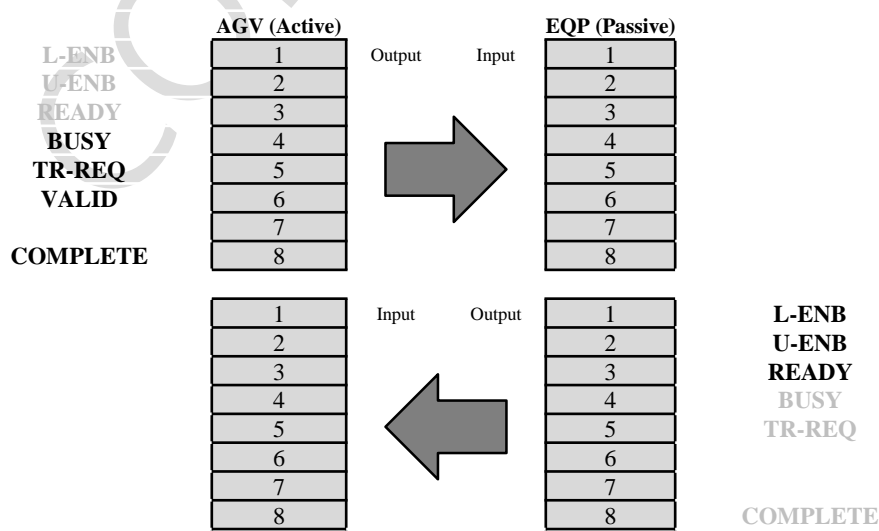 AGV (Active) EQP (Passive)
L-ENB 1 Output Input 1
U-ENB 2 2
READY 3 3
BUSY 4 4
TR-REQ 5 5
VALID 6 6
7 7
COMPLETE 8 8
1 Input Output 1 L-ENB
2 2 U-ENB
3 3 READY
4 4 BUSY
5 5 TR-REQ
6 6
7 7
8 8 COMPLETE